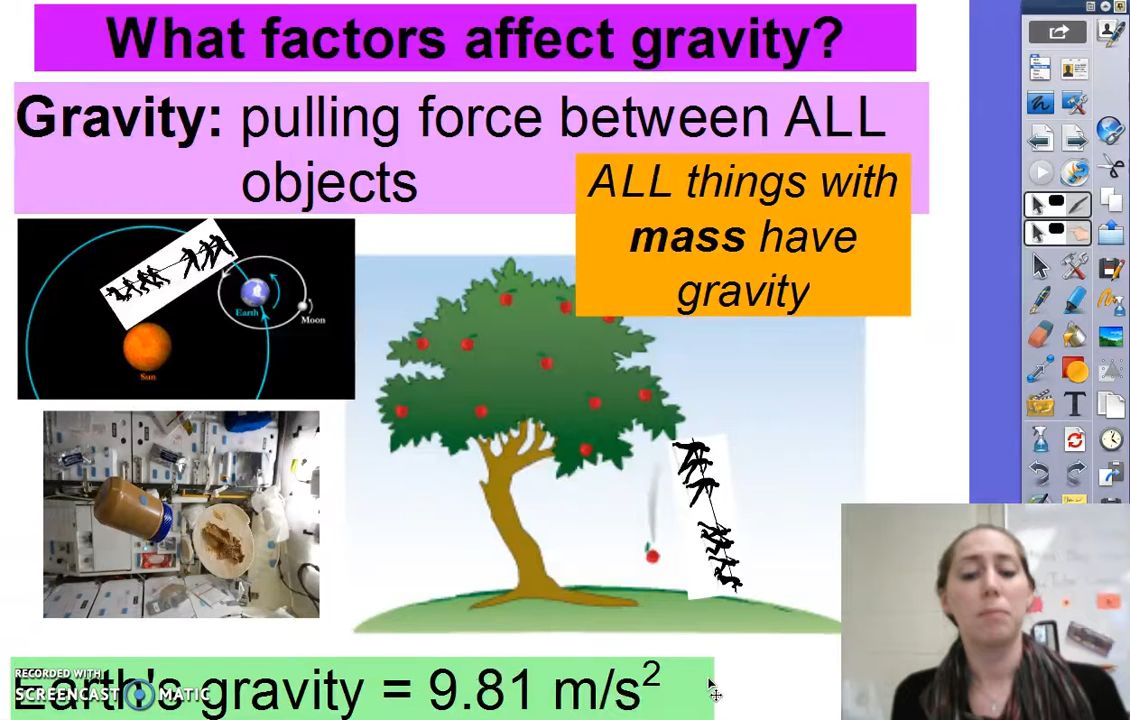 What factors affect gravity?
Gravity: pulling force between ALL
objects
ALL things with
mass have
gravity
Earth
Moon
Sun
Earth's gravity = 9.81 m/s²
RECORDED WITH
SCREENCAST MATIC